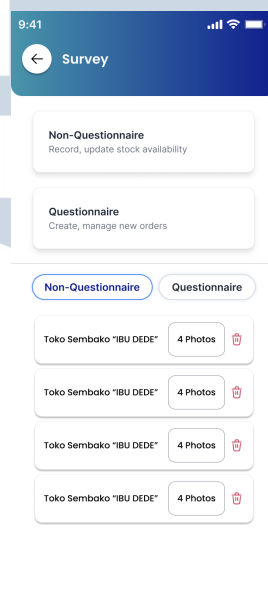 9:41
Survey
Non-Questionnaire
Record, update stock availability
Questionnaire
Create, manage new orders
Non-Questionnaire Questionnaire
Toko Sembako “IBU DEDE” 4 Photos
Toko Sembako “IBU DEDE” 4 Photos
Toko Sembako “IBU DEDE” 4 Photos
Toko Sembako “IBU DEDE” 4 Photos